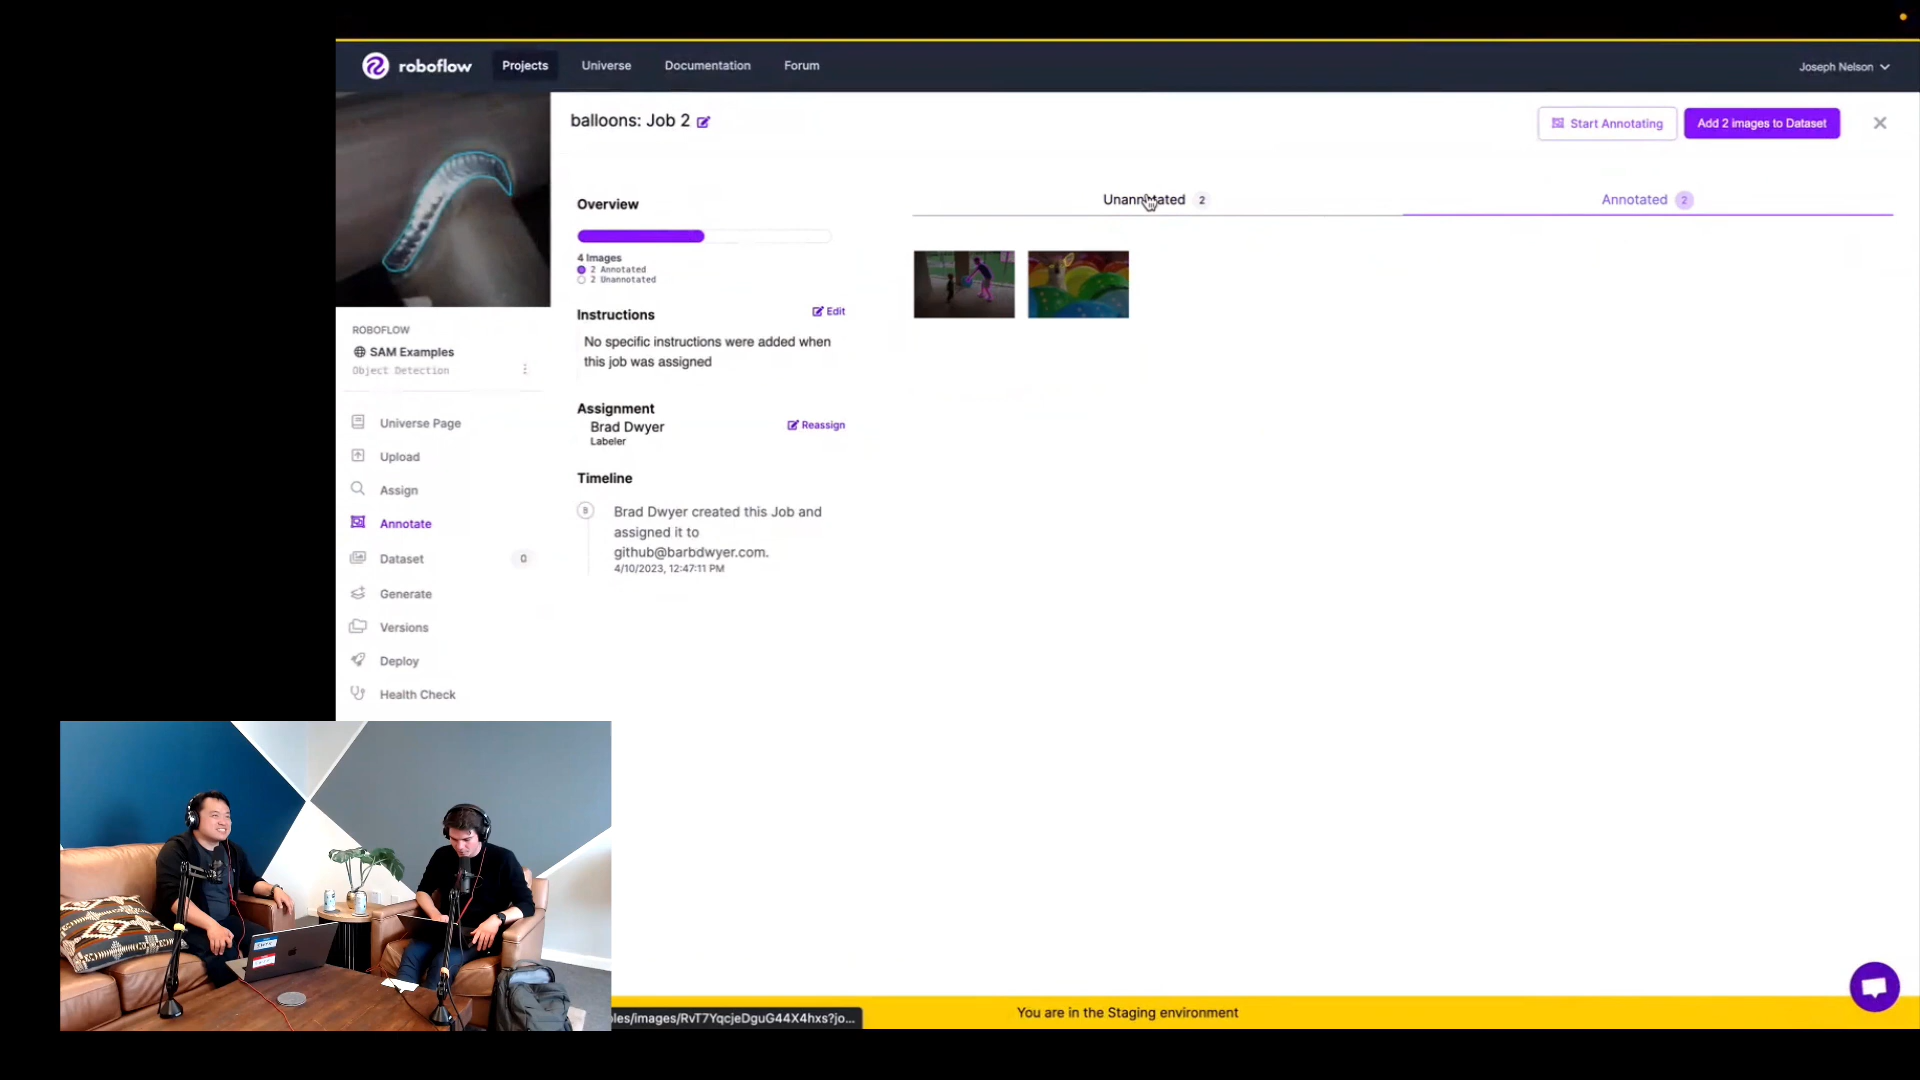 roboflow
Projects
Universe
Documentation
Forum
Joseph Nelson
balloons: Job 2
Start Annotating
Add 2 images to Dataset
Overview
4 Images
2 Annotated
2 Unannotated
Unannotated 2
Annotated 2
Instructions
Edit
No specific instructions were added when
this job was assigned
Assignment
Brad Dwyer
Labeler
Reassign
Timeline
B
Brad Dwyer created this Job and
assigned it to
github@barbdwyer.com.
4/10/2023, 12:47:11 PM
ROBOFLOW
SAM Examples
Object Detection
Universe Page
Upload
Assign
Annotate
Dataset 0
Generate
Versions
Deploy
Health Check
les/images/RvT7YqcjeDguG44X4hxs?jo...
You are in the Staging environment